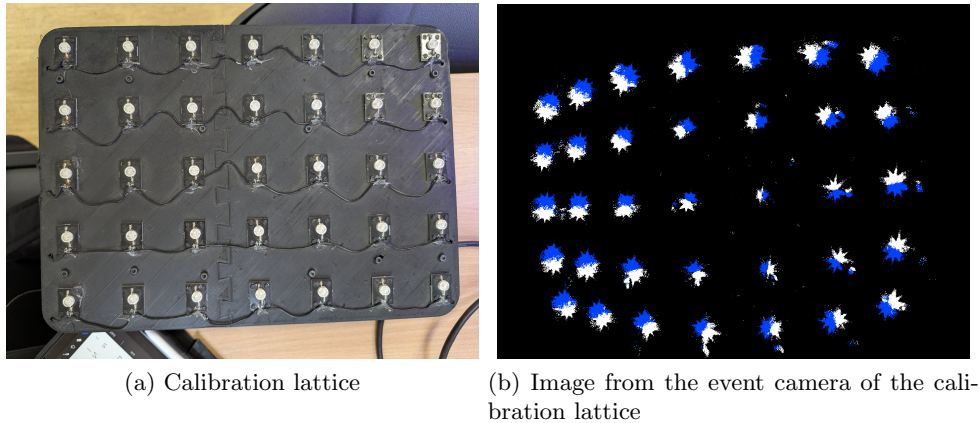 (a) Calibration lattice
(b) Image from the event camera of the cali-
bration lattice